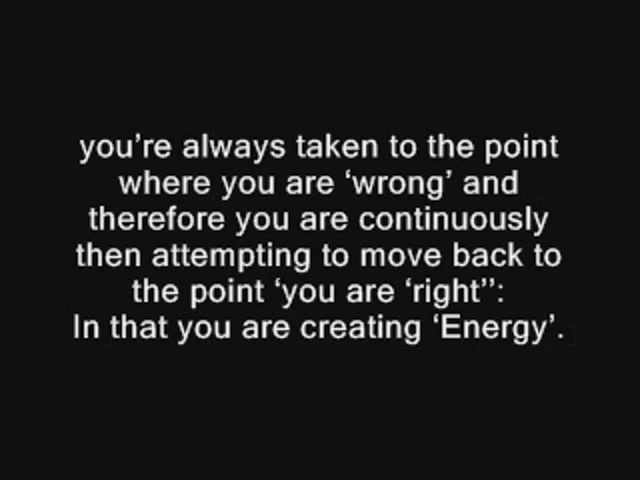 you’re always taken to the point
where you are ‘wrong’ and
therefore you are continuously
then attempting to move back to
the point ‘you are ‘right’’:
In that you are creating ‘Energy’.